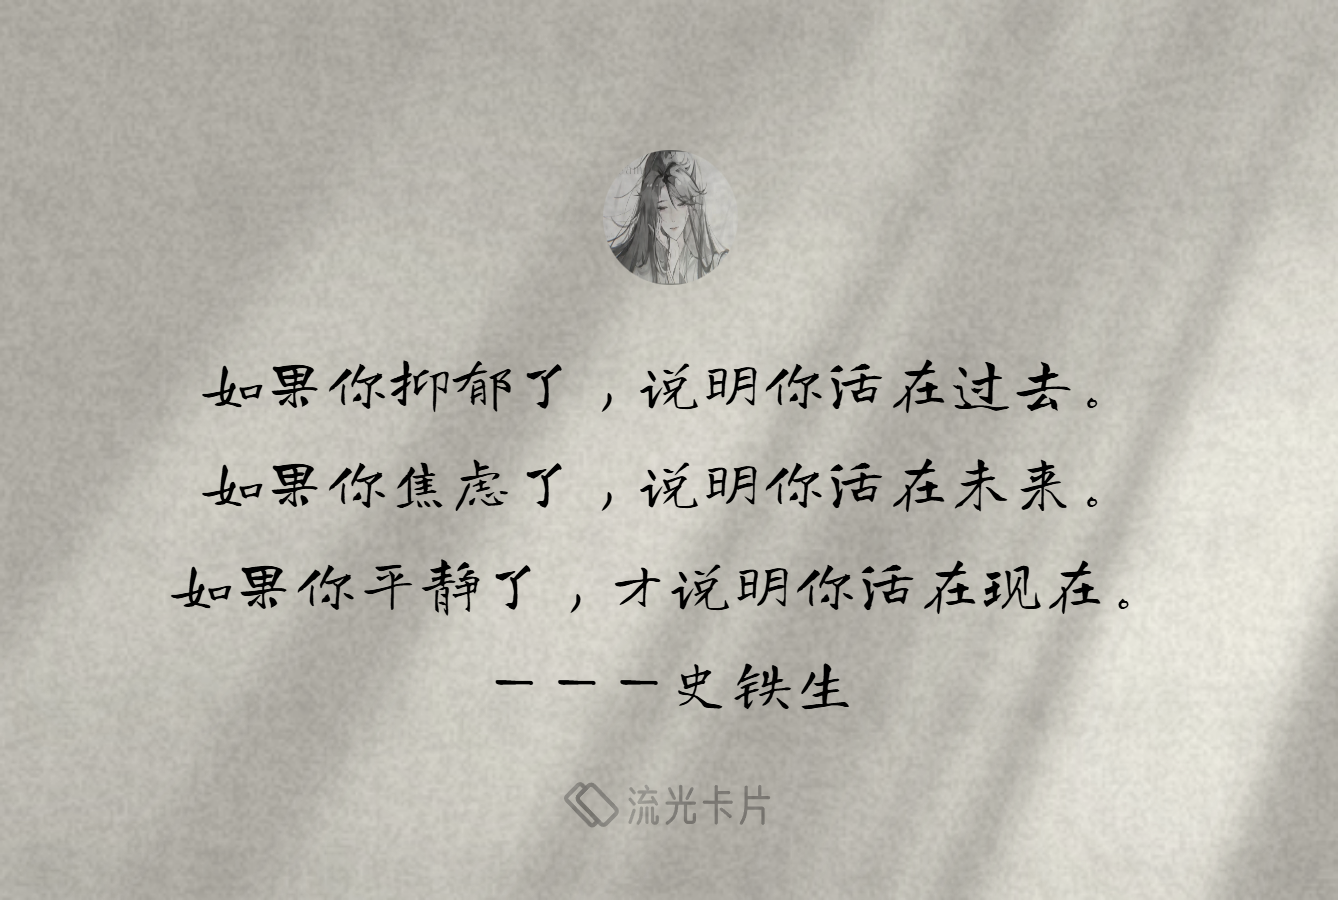 如果你抑郁了，说明你活在过去。
如果你焦虑了，说明你活在未来。
如果你平静了，才说明你活在现在。
———史铁生
流光卡片